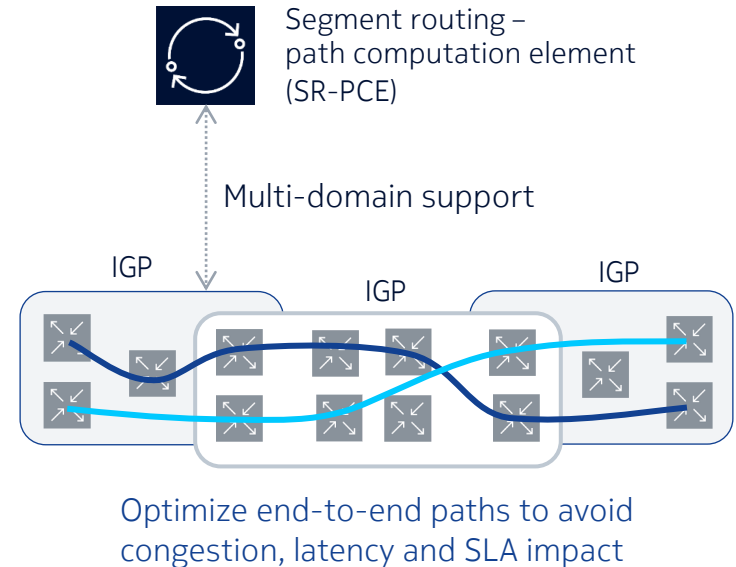 Segment routing –
path computation element
(SR-PCE)
Multi-domain support
IGP
IGP
IGP
Optimize end-to-end paths to avoid
congestion, latency and SLA impact